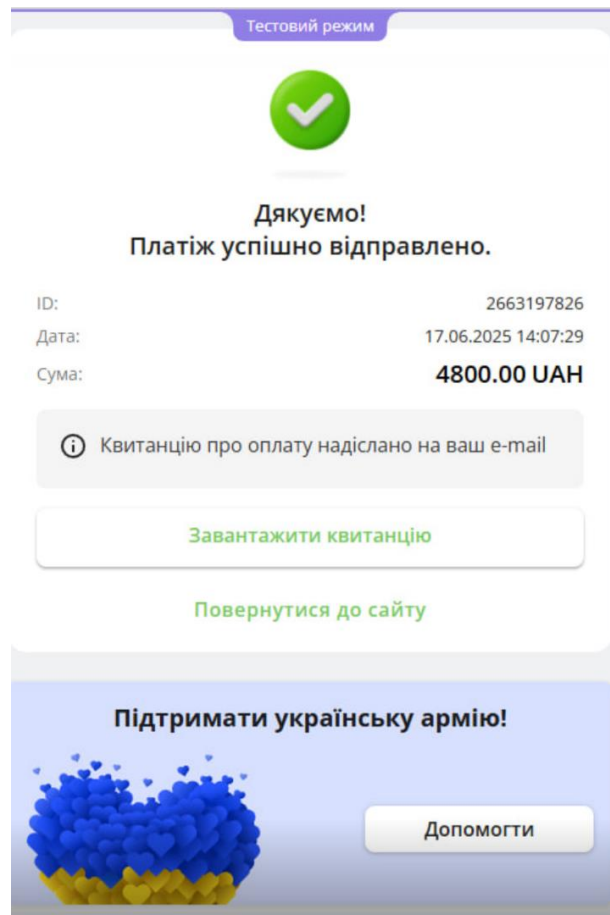 Тестовий режим
Дякуємо!
Платіж успішно відправлено.
ID: 2663197826
Дата: 17.06.2025 14:07:29
Сума: 4800.00 UAH
Квитанцію про оплату надіслано на ваш e-mail
Завантажити квитанцію
Повернутися до сайту
Підтримати українську армію!
Допомогти